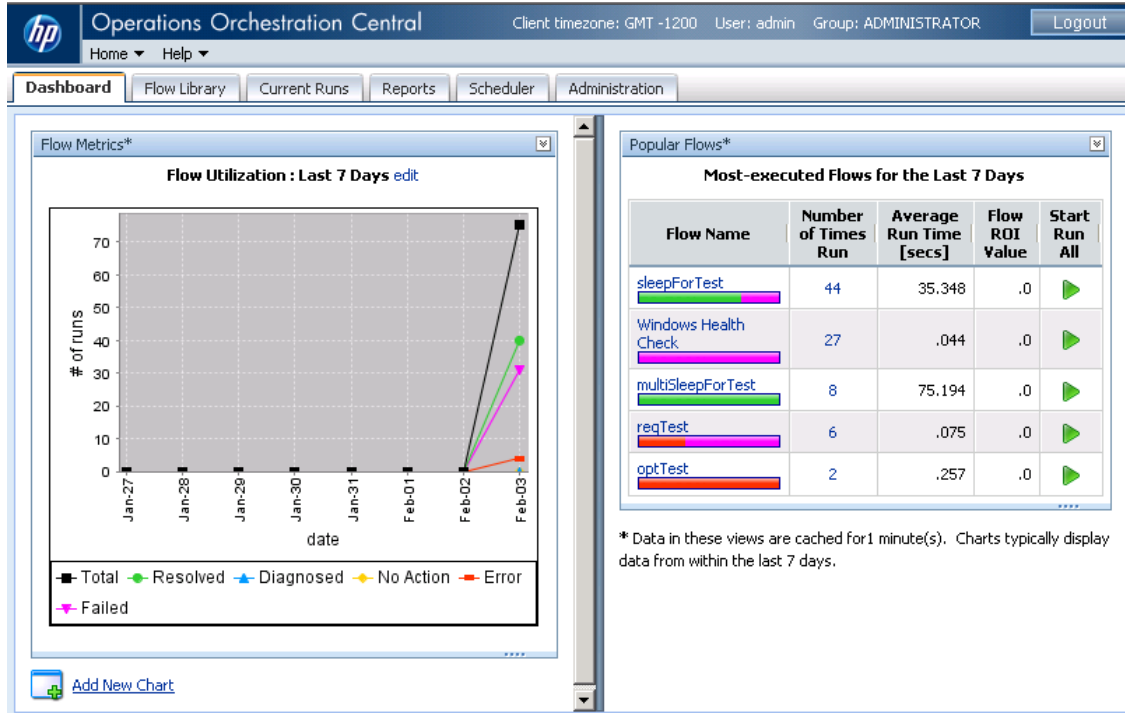 hp
Operations Orchestration Central
Client timezone: GMT -1200 User: admin Group: ADMINISTRATOR
Logout
Home Help
Dashboard Flow Library Current Runs Reports Scheduler Administration
Flow Metrics*
Flow Utilization : Last 7 Days edit
70
60
50
40
30
20
10
0
# of runs
Jan-27 Jan-28 Jan-29 Jan-30 Jan-31 Feb-01 Feb-02 Feb-03
date
Total Resolved Diagnosed No Action Error
Failed
Add New Chart
Popular Flows*
Most-executed Flows for the Last 7 Days
Flow Name Number of Times Run Average Run Time [secs] Flow ROI Value Start Run All
sleepForTest 44 35.348 .0
Windows Health Check 27 .044 .0
multiSleepForTest 8 75.194 .0
reqTest 6 .075 .0
optTest 2 .257 .0
* Data in these views are cached for1 minute(s). Charts typically display
data from within the last 7 days.